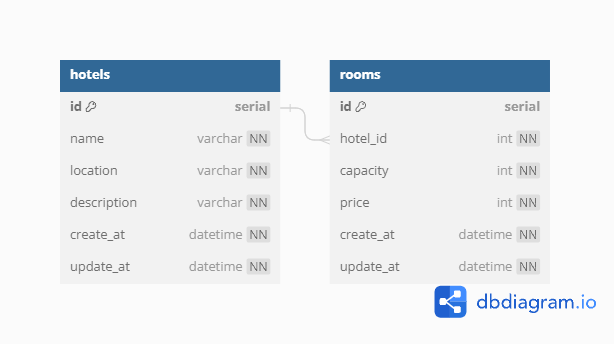 hotels
id serial
name varchar NN
location varchar NN
description varchar NN
create_at datetime NN
update_at datetime NN
rooms
id serial
hotel_id int NN
capacity int NN
price int NN
create_at datetime NN
update_at datetime NN
dbdiagram.io